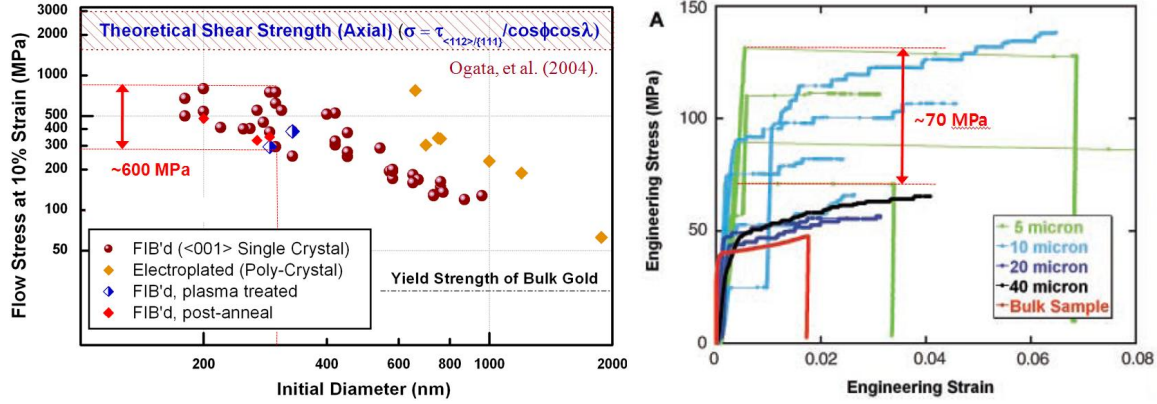 Flow Stress at 10% Strain (MPa)
3000
2000
1000
500
400
300
200
100
50
Theoretical Shear Strength (Axial) (σ = τ<112>/{111}/cosϕcosλ)
Ogata, et al. (2004).
~600 MPa
FIB'd (<001> Single Crystal)
Electroplated (Poly-Crystal)
FIB'd, plasma treated
FIB'd, post-anneal
Yield Strength of Bulk Gold
200
400
600
800
1000
2000
Initial Diameter (nm)
A
Engineering Stress (MPa)
150
100
50
0
~70 MPa
5 micron
10 micron
20 micron
40 micron
Bulk Sample
0
0.02
0.04
0.06
0.08
Engineering Strain